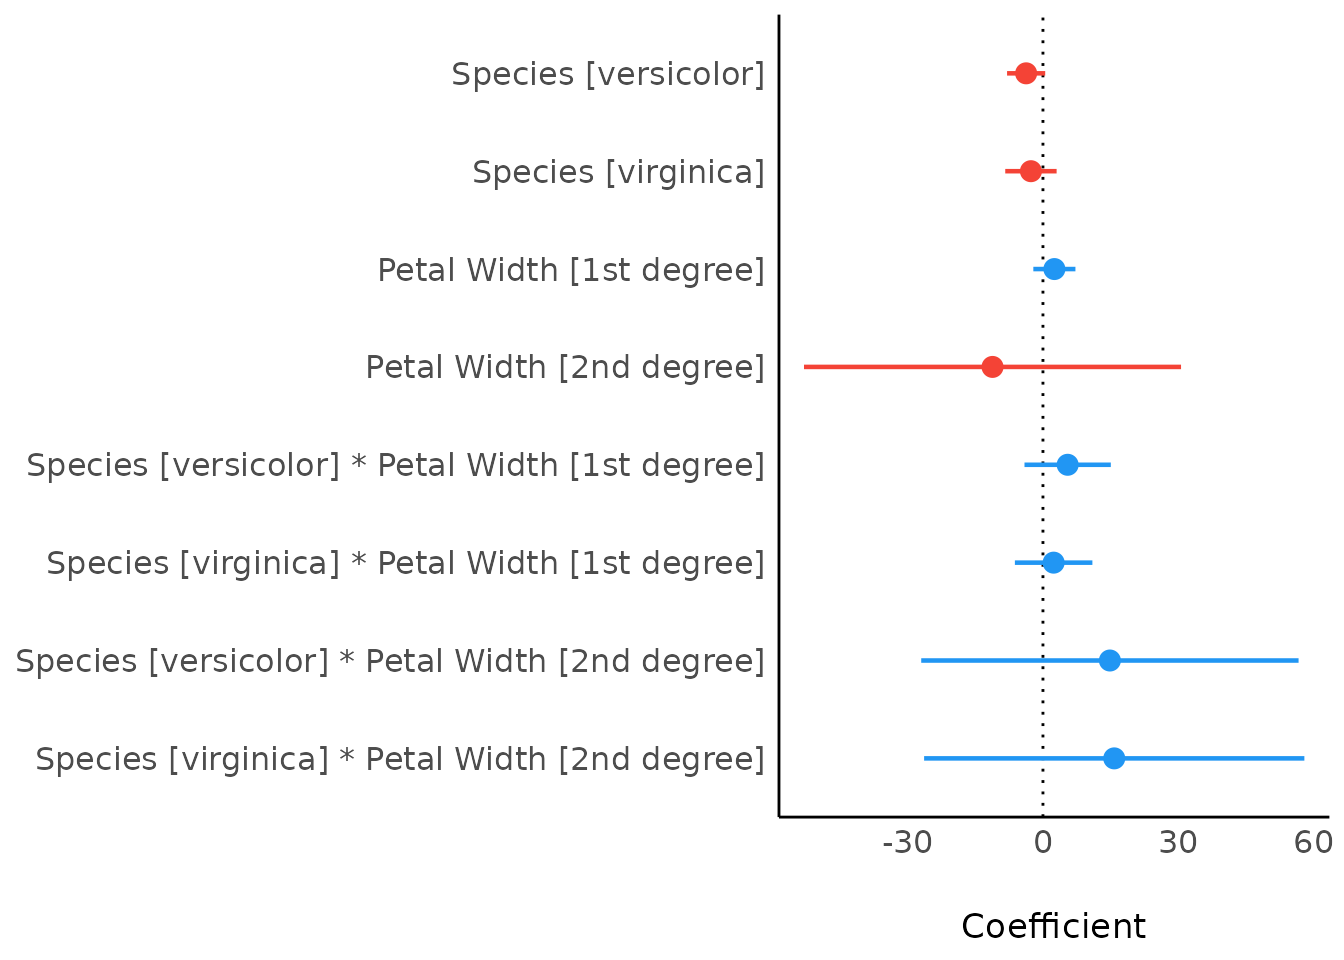 Species [versicolor]
Species [virginica]
Petal Width [1st degree]
Petal Width [2nd degree]
Species [versicolor] * Petal Width [1st degree]
Species [virginica] * Petal Width [1st degree]
Species [versicolor] * Petal Width [2nd degree]
Species [virginica] * Petal Width [2nd degree]
-30 0 30 60
Coefficient